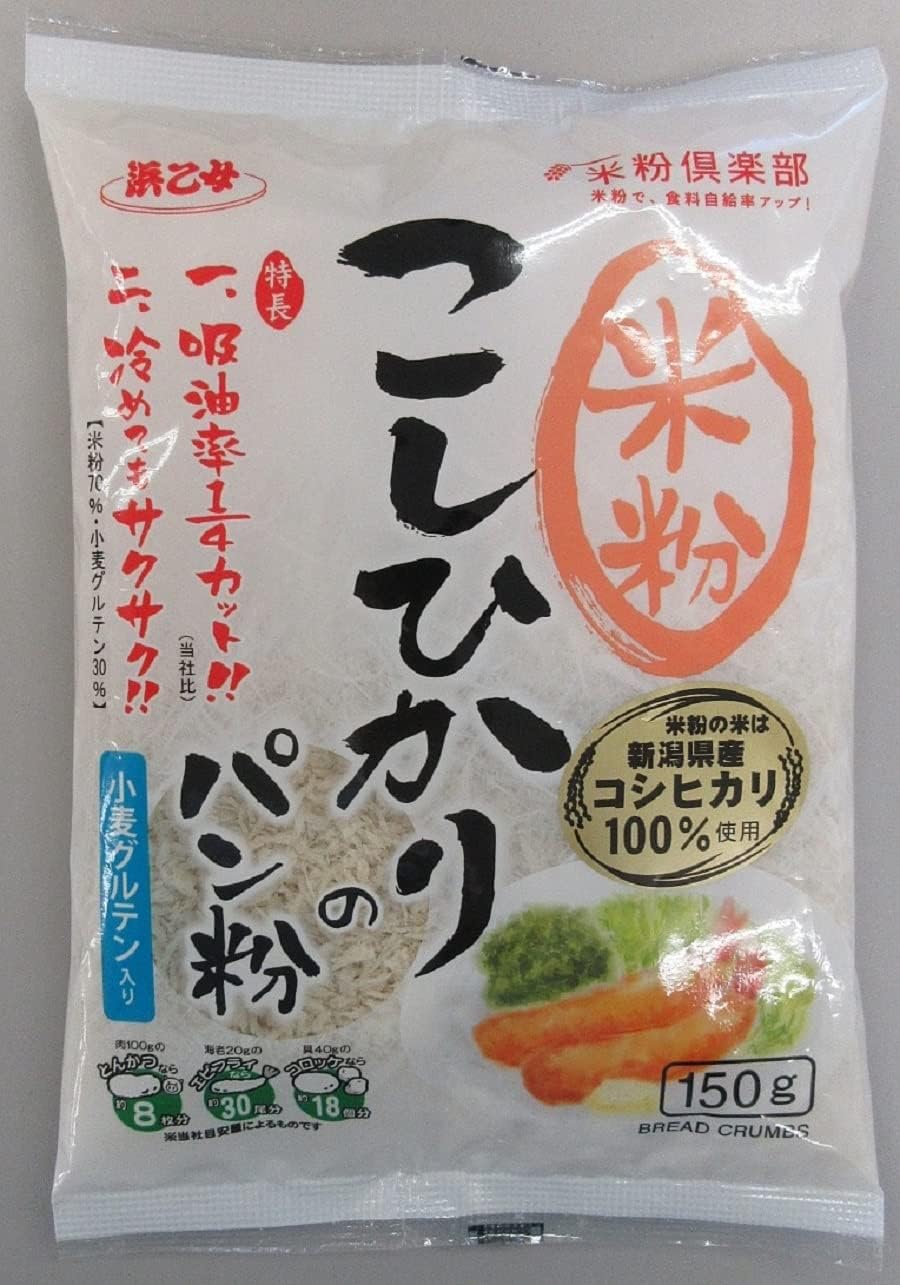 浜乙女
米粉倶楽部
米粉で、食料自給率アップ!
米粉
こしひかりの
パン粉
特長
一、吸油率1/4カット!!
(当社比)
二、冷めてもサクサク!!
【米粉70%・小麦グルテン30%】
小麦グルテン入り
米粉の米は
新潟県産
コシヒカリ
100%使用
肉100gの
とんかつなら
約8枚分
海老20gの
エビフライなら
約30尾分
具40gの
コロッケなら
約18個分
※当社目安量によるものです
150g
BREAD CRUMBS